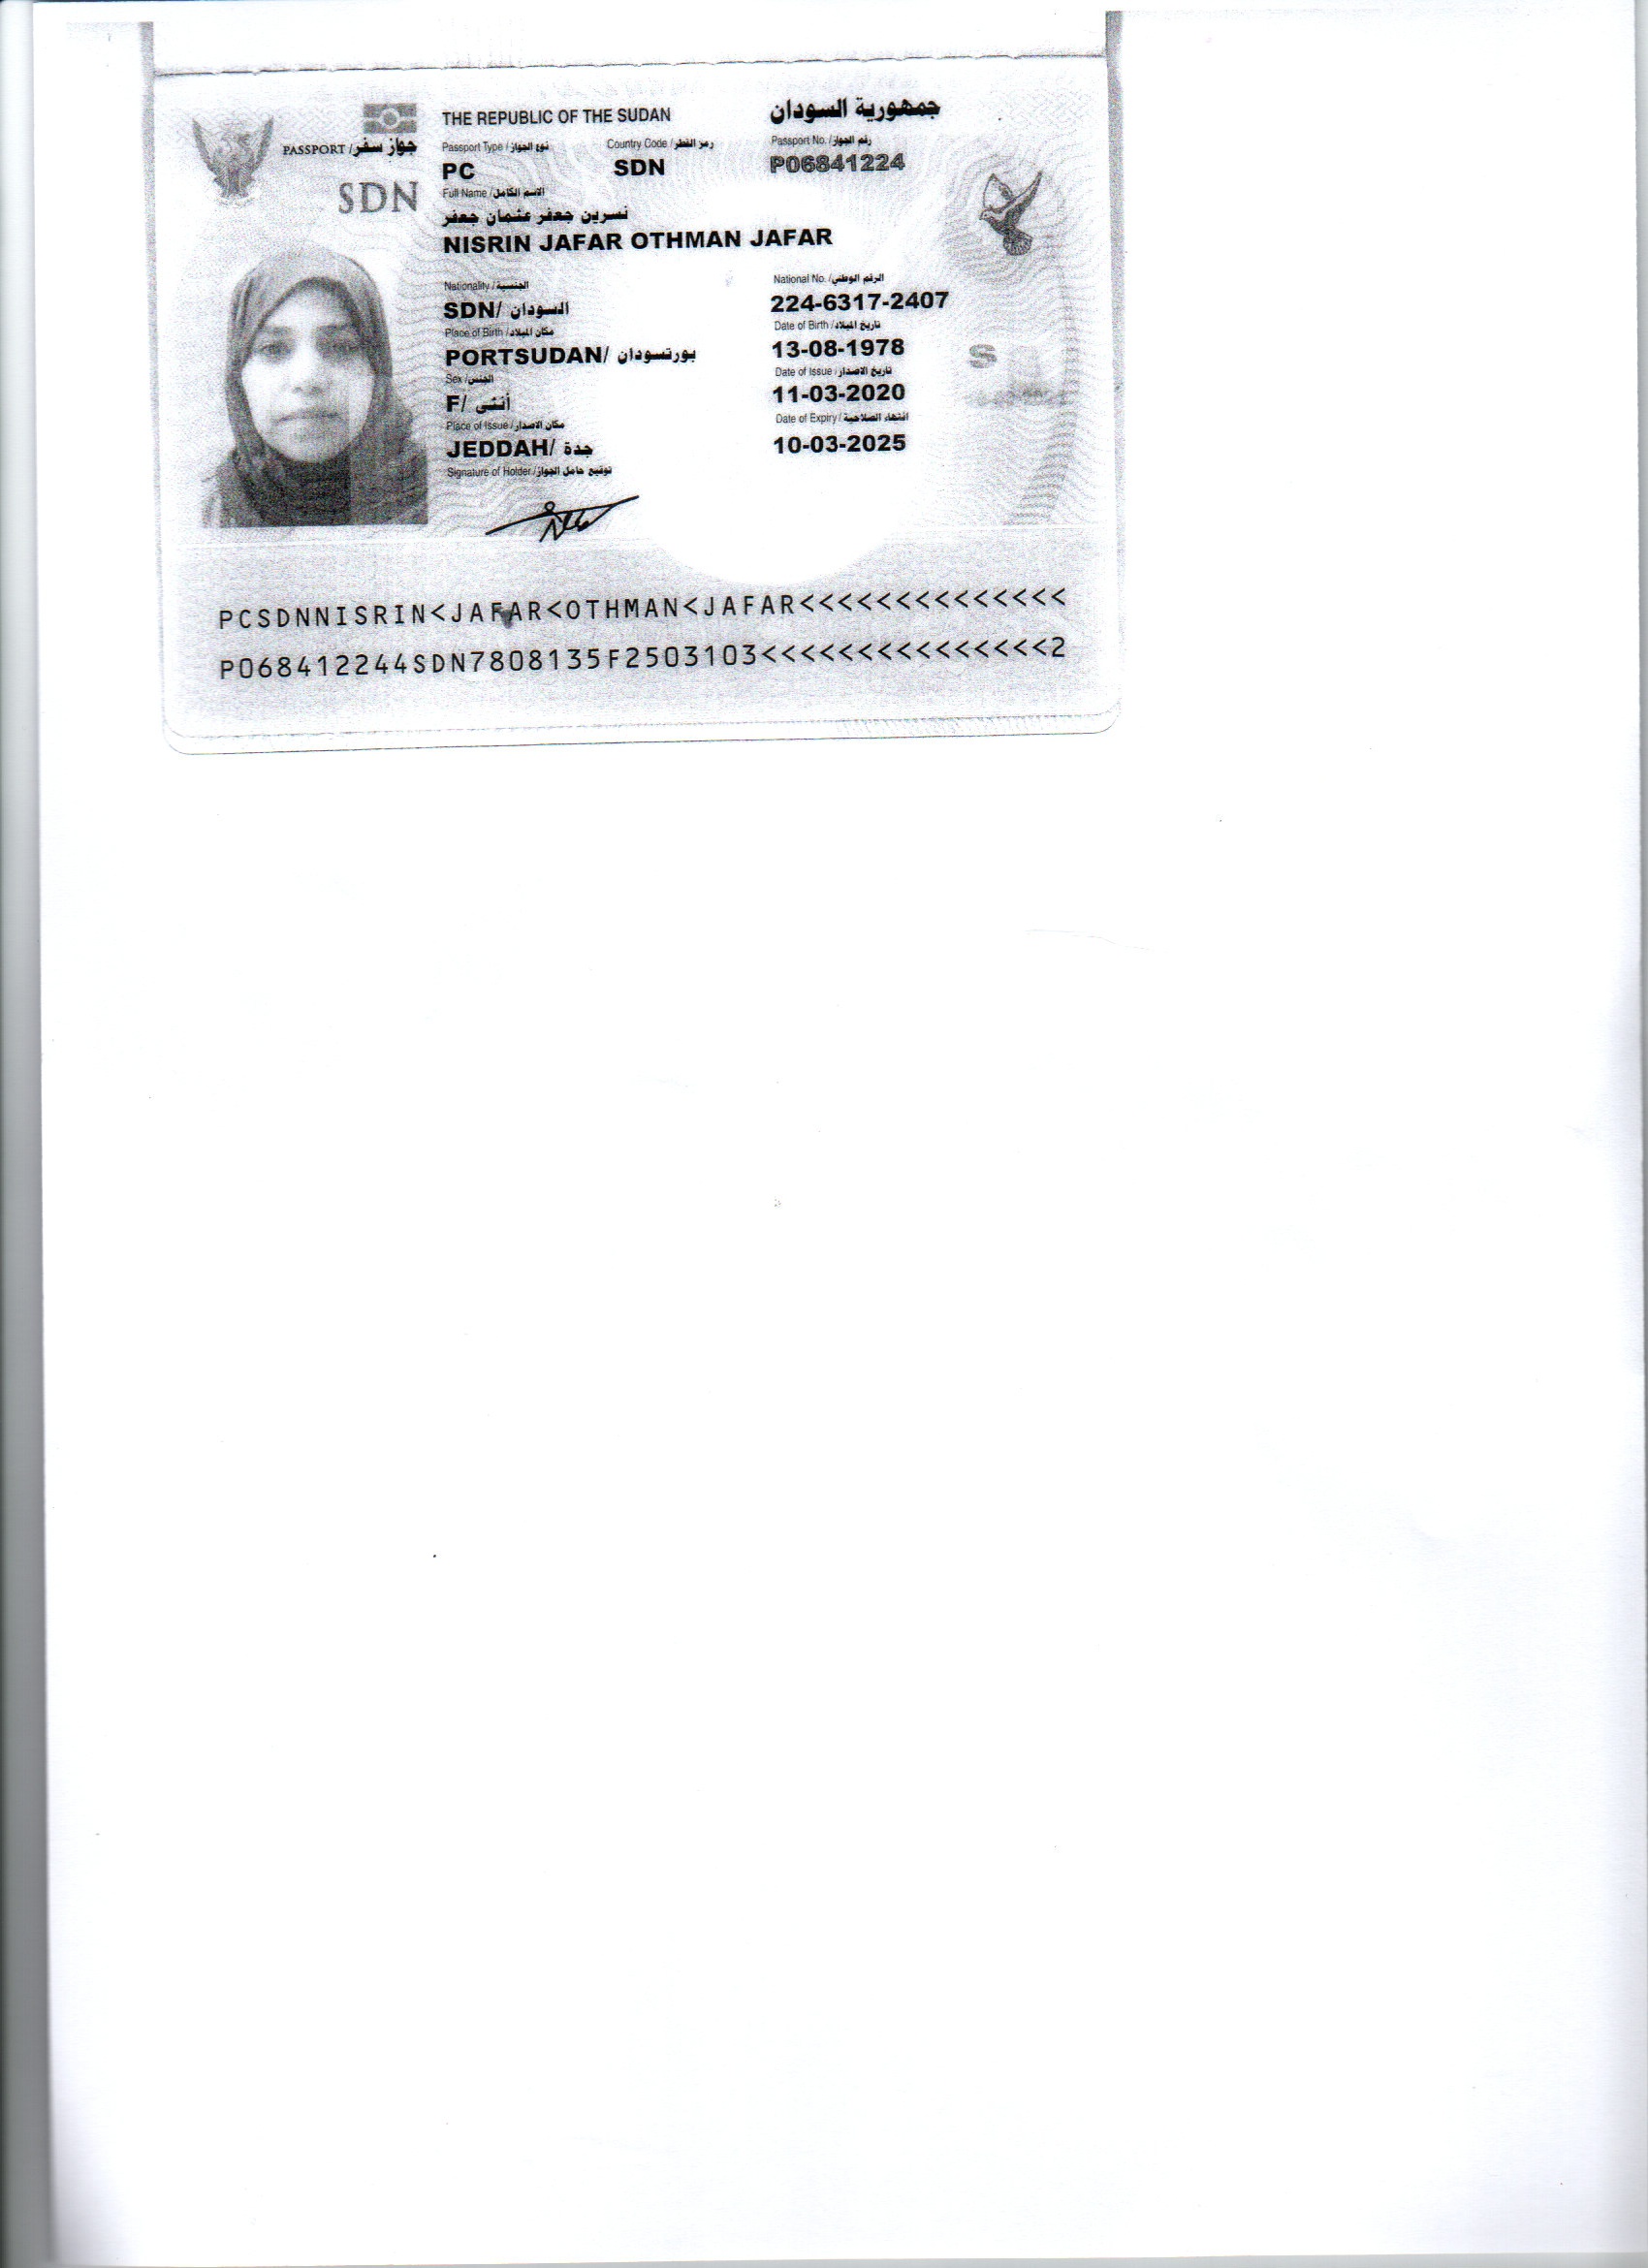 THE REPUBLIC OF THE SUDAN جمهورية السودان
PASSPORT / جواز سفر
SDN
Passport Type / نوع الجواز Country Code / رمز القطر Passport No. / رقم الجواز
PC SDN P06841224
Full Name / الاسم الكامل
نسرين جعفر عثمان جعفر
NISRIN JAFAR OTHMAN JAFAR
Nationality / الجنسية National No. / الرقم الوطني
SDN/ السودان 224-6317-2407
Place of Birth / مكان الميلاد Date of Birth / تاريخ الميلاد
PORTSUDAN/ بورتسودان 13-08-1978
Sex / الجنس Date of Issue / تاريخ الاصدار
F/ أنثى 11-03-2020
Place of Issue / مكان الاصدار Date of Expiry / انتهاء الصلاحية
JEDDAH/ جدة 10-03-2025
Signature of Holder / توقيع حامل الجواز
PCSDNNISRIN<JAFAR<OTHMAN<JAFAR<<<<<<<<<<<<<<
P068412244SDN7808135F2503103<<<<<<<<<<<<<<<2